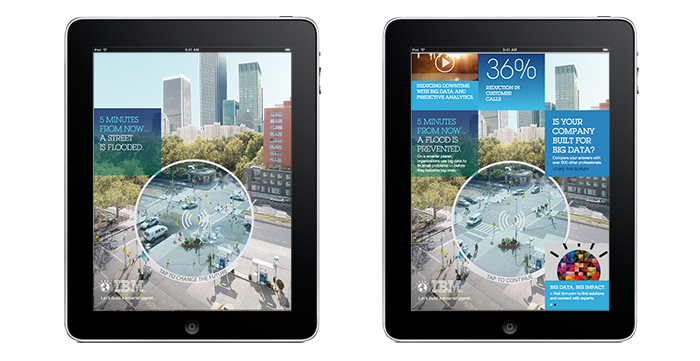 iPad
9:41 AM
5 MINUTES
FROM NOW
A STREET
IS FLOODED.
TAP TO CHANGE THE FUTURE
IBM
Let's build a smarter planet.
iPad
9:41 AM
REDUCING DOWNTIME
WITH BIG DATA AND
PREDICTIVE ANALYTICS.
36%
REDUCTION IN
CUSTOMER
CALLS
5 MINUTES
FROM NOW
A FLOOD IS
PREVENTED.
On a smarter planet,
organizations use big data to
fix small problems — before
they become big ones.
IS YOUR
COMPANY
BUILT FOR
BIG DATA?
Compare your answers with
over 500 other professionals.
TAKE THE SURVEY
TAP TO CONTINUE
IBM
Let's build a smarter planet.
BIG DATA. BIG IMPACT.
Visit ibm.com to find solutions
and connect with experts.